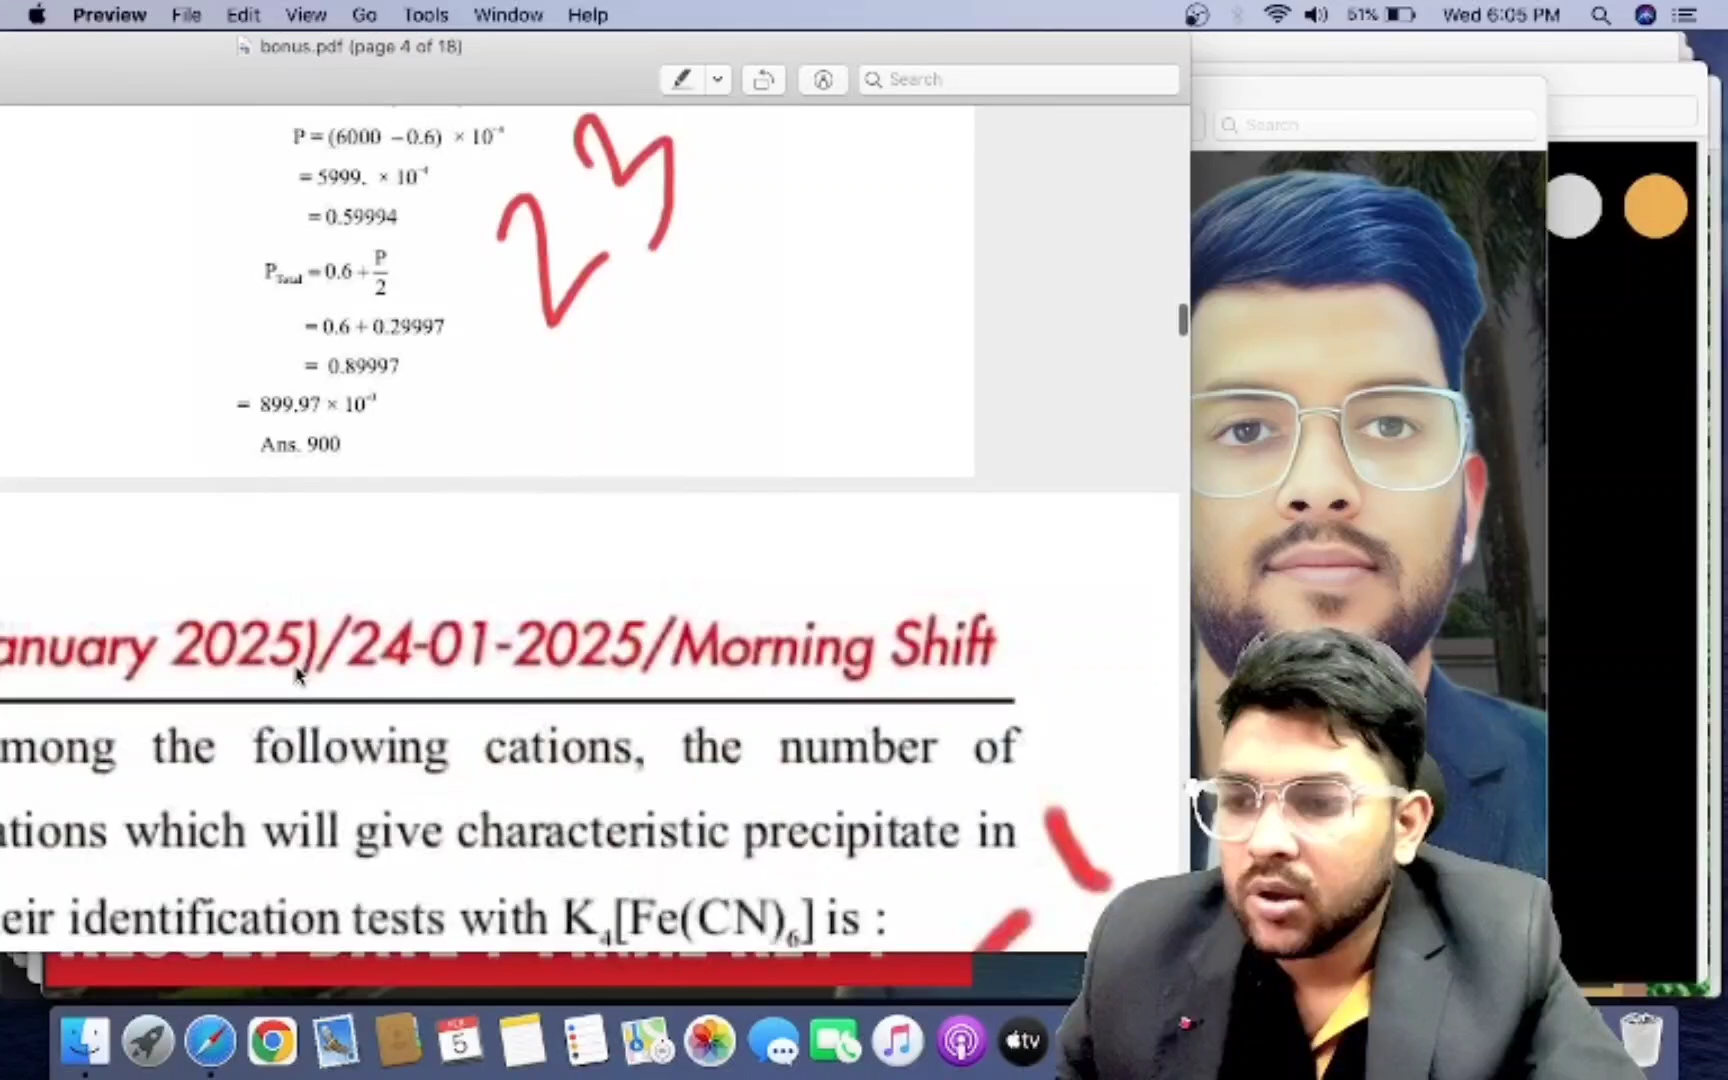 Preview File Edit View Go Tools Window Help 51% Wed 6:05 PM
bonus.pdf (page 4 of 18)
Search
Search
P = (6000 – 0.6) × 10⁻⁴
= 5999. × 10⁻⁴
= 0.59994
P_Total = 0.6 + P/2
= 0.6 + 0.29997
= 0.89997
= 899.97 × 10⁻³
Ans. 900
23
anuary 2025)/24-01-2025/Morning Shift
mong the following cations, the number of
ations which will give characteristic precipitate in
eir identification tests with K₄[Fe(CN)₆] is :
5
tv